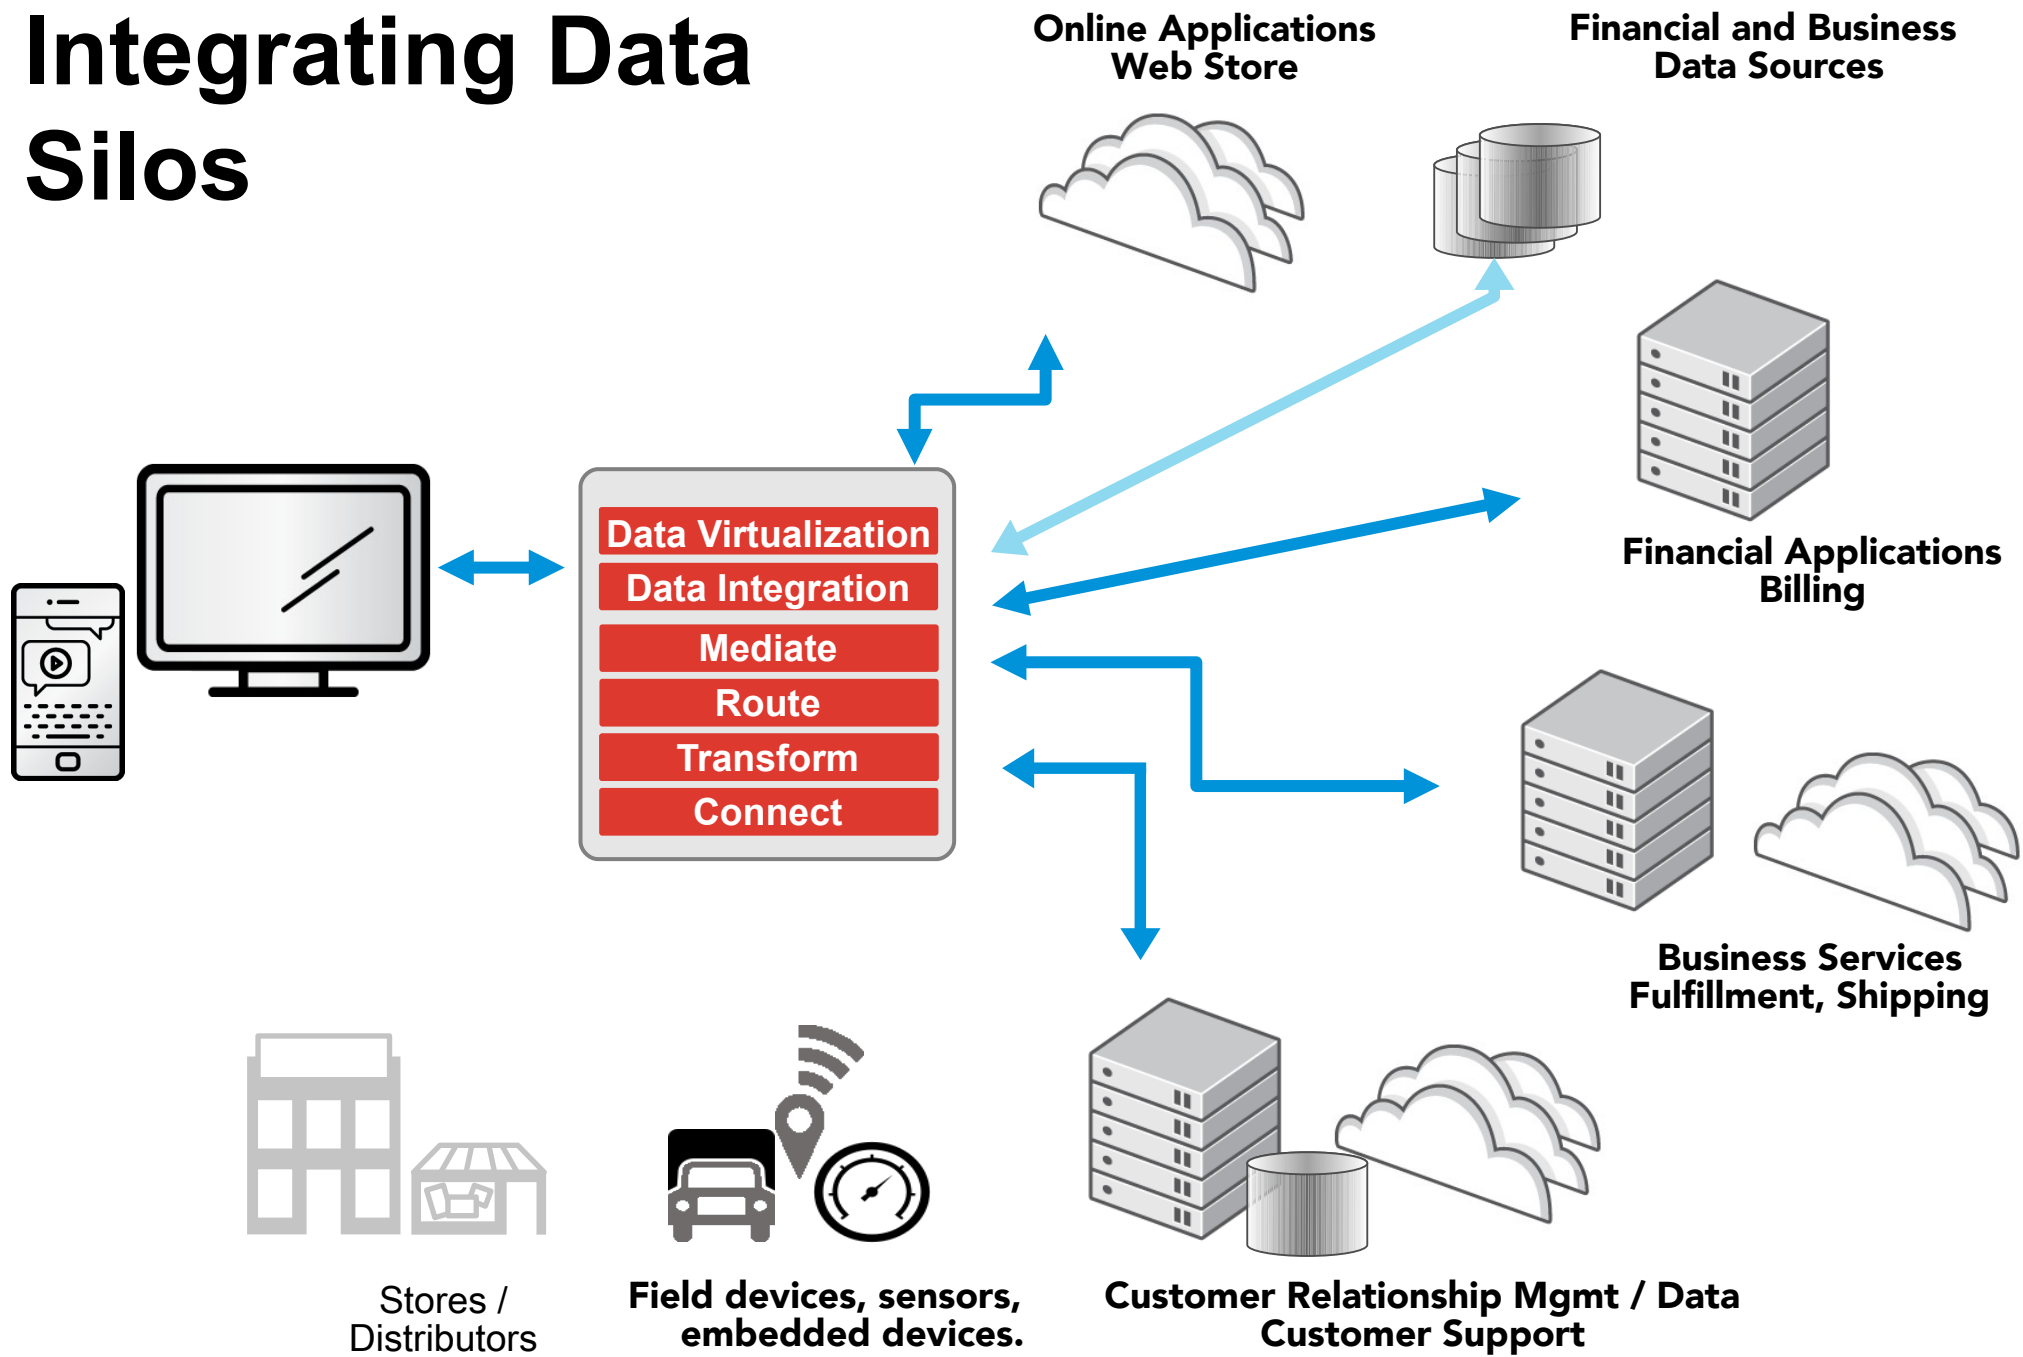 Integrating Data
Silos
Online Applications
Web Store
Financial and Business
Data Sources
Data Virtualization
Data Integration
Mediate
Route
Transform
Connect
Financial Applications
Billing
Business Services
Fulfillment, Shipping
Stores /
Distributors
Field devices, sensors,
embedded devices.
Customer Relationship Mgmt / Data
Customer Support